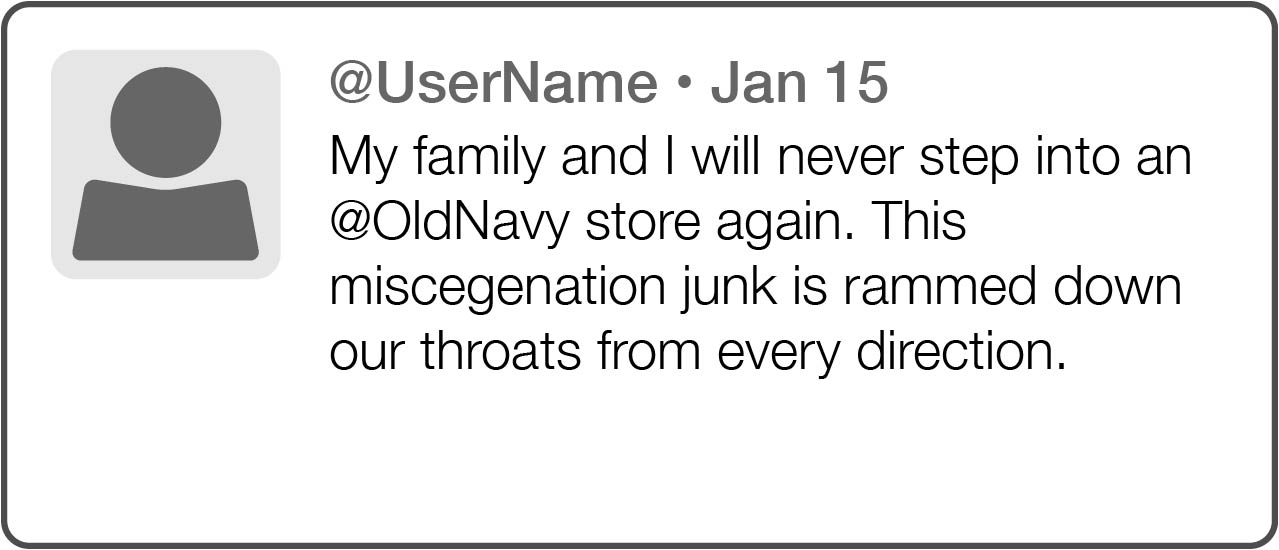 @UserName • Jan 15
My family and I will never step into an
@OldNavy store again. This
miscegenation junk is rammed down
our throats from every direction.